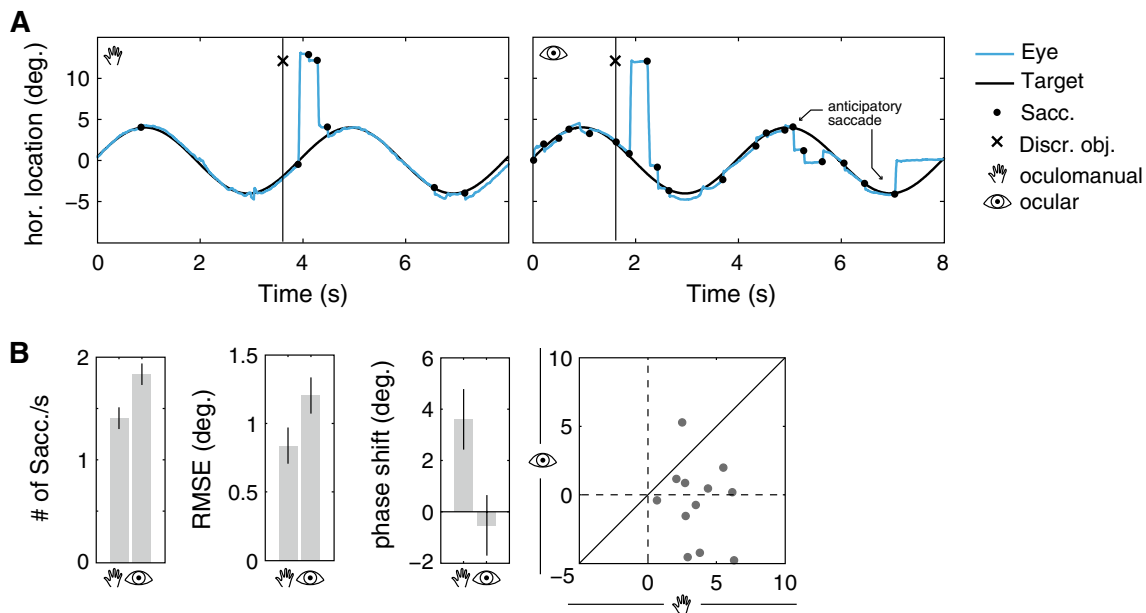 A
hor. location (deg.)
10
5
0
−5
0
2
4
6
Time (s)
anticipatory
saccade
0
2
4
6
8
Time (s)
Eye
Target
Sacc.
Discr. obj.
oculomanual
ocular
B
# of Sacc./s
2
1
0
RMSE (deg.)
1.5
1
0.5
0
phase shift (deg.)
6
4
2
0
−2
10
5
0
−5
0
5
10